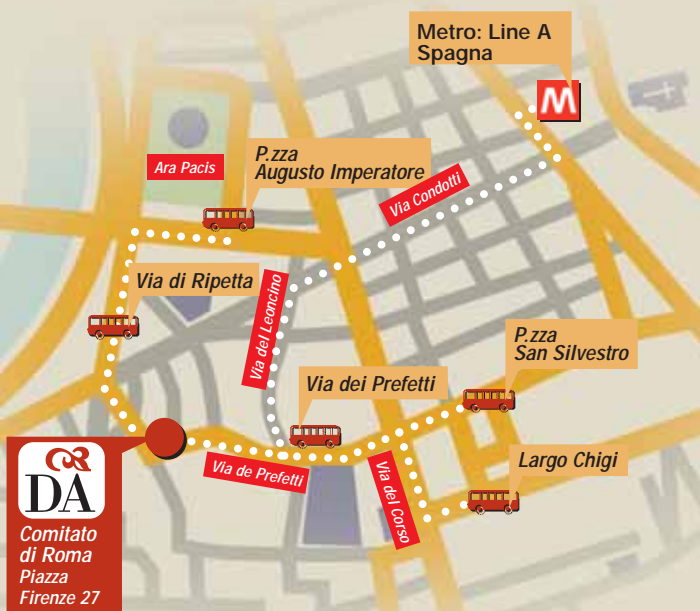 Metro: Line A
Spagna
M
P.zza
Augusto Imperatore
Ara Pacis
Via Condotti
Via di Ripetta
Via del Leoncino
P.zza
San Silvestro
Via dei Prefetti
Largo Chigi
Via de Prefetti
Via del Corso
DA
Comitato
di Roma
Piazza
Firenze 27